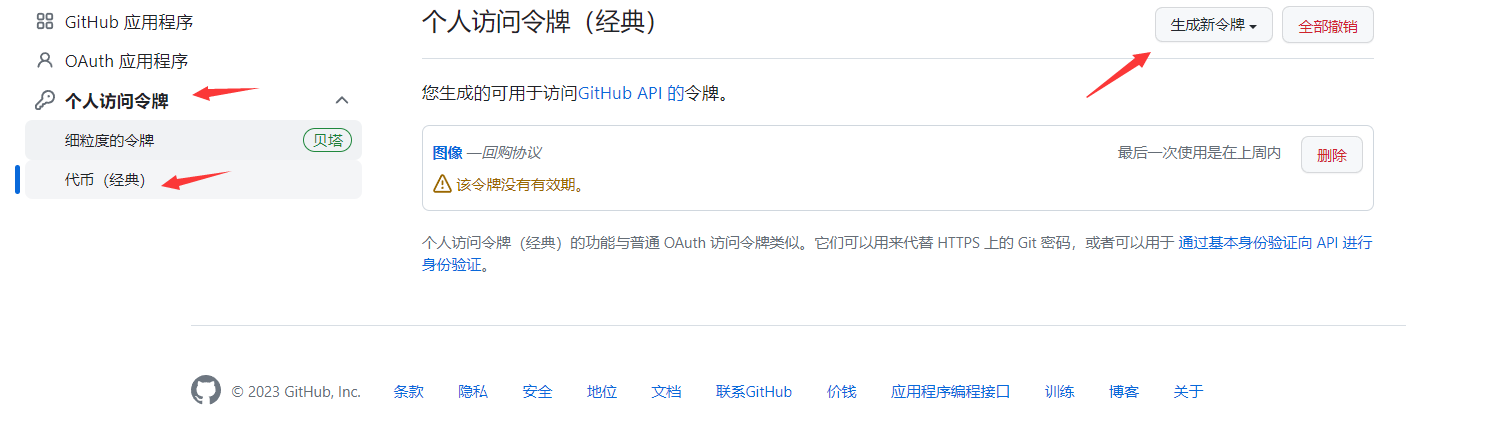 GitHub 应用程序
OAuth 应用程序
个人访问令牌
细粒度的令牌 贝塔
代币（经典）
个人访问令牌（经典）
生成新令牌
全部撤销
您生成的可用于访问GitHub API 的令牌。
图像 —回购协议
最后一次使用是在上周内
删除
该令牌没有有效期。
个人访问令牌（经典）的功能与普通 OAuth 访问令牌类似。它们可以用来代替 HTTPS 上的 Git 密码，或者可以用于 通过基本身份验证向 API 进行
身份验证。
© 2023 GitHub, Inc. 条款 隐私 安全 地位 文档 联系GitHub 价钱 应用程序编程接口 训练 博客 关于